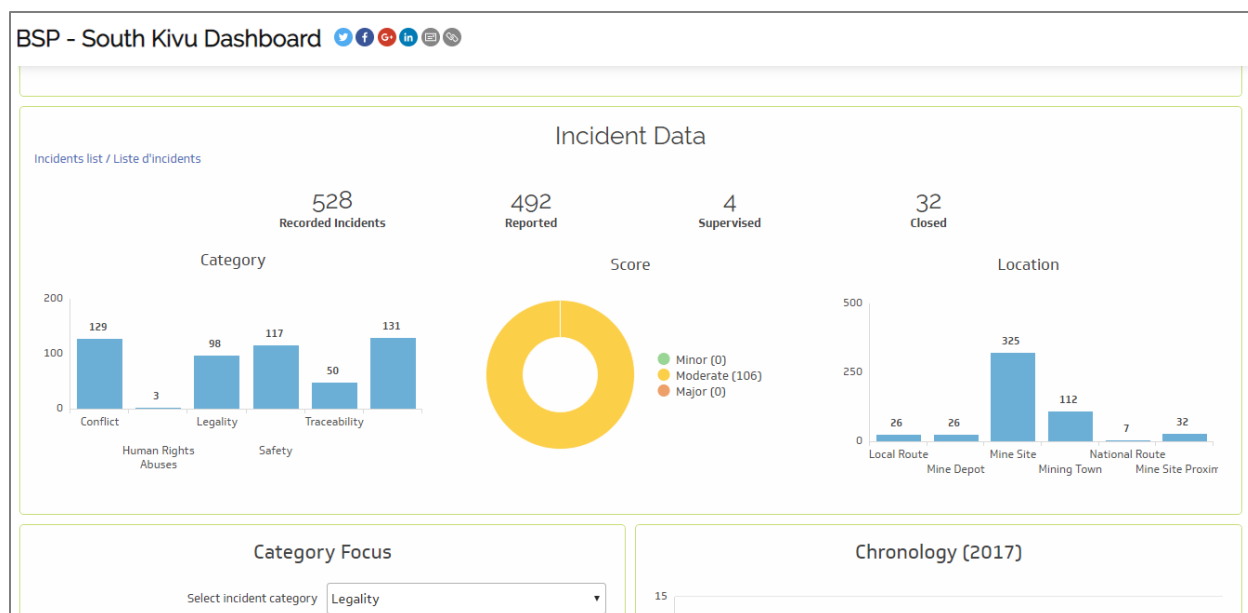 BSP - South Kivu Dashboard
Incident Data
Incidents list / Liste d'incidents
528
Recorded Incidents
492
Reported
4
Supervised
32
Closed
Category
200
100
0
129
3
98
117
50
131
Conflict
Human Rights
Abuses
Legality
Safety
Traceability
Score
Minor (0)
Moderate (106)
Major (0)
Location
500
250
0
26
26
325
112
7
32
Local Route
Mine Depot
Mine Site
Mining Town
National Route
Mine Site Proxim
Category Focus
Select incident category
Legality
Chronology (2017)
15